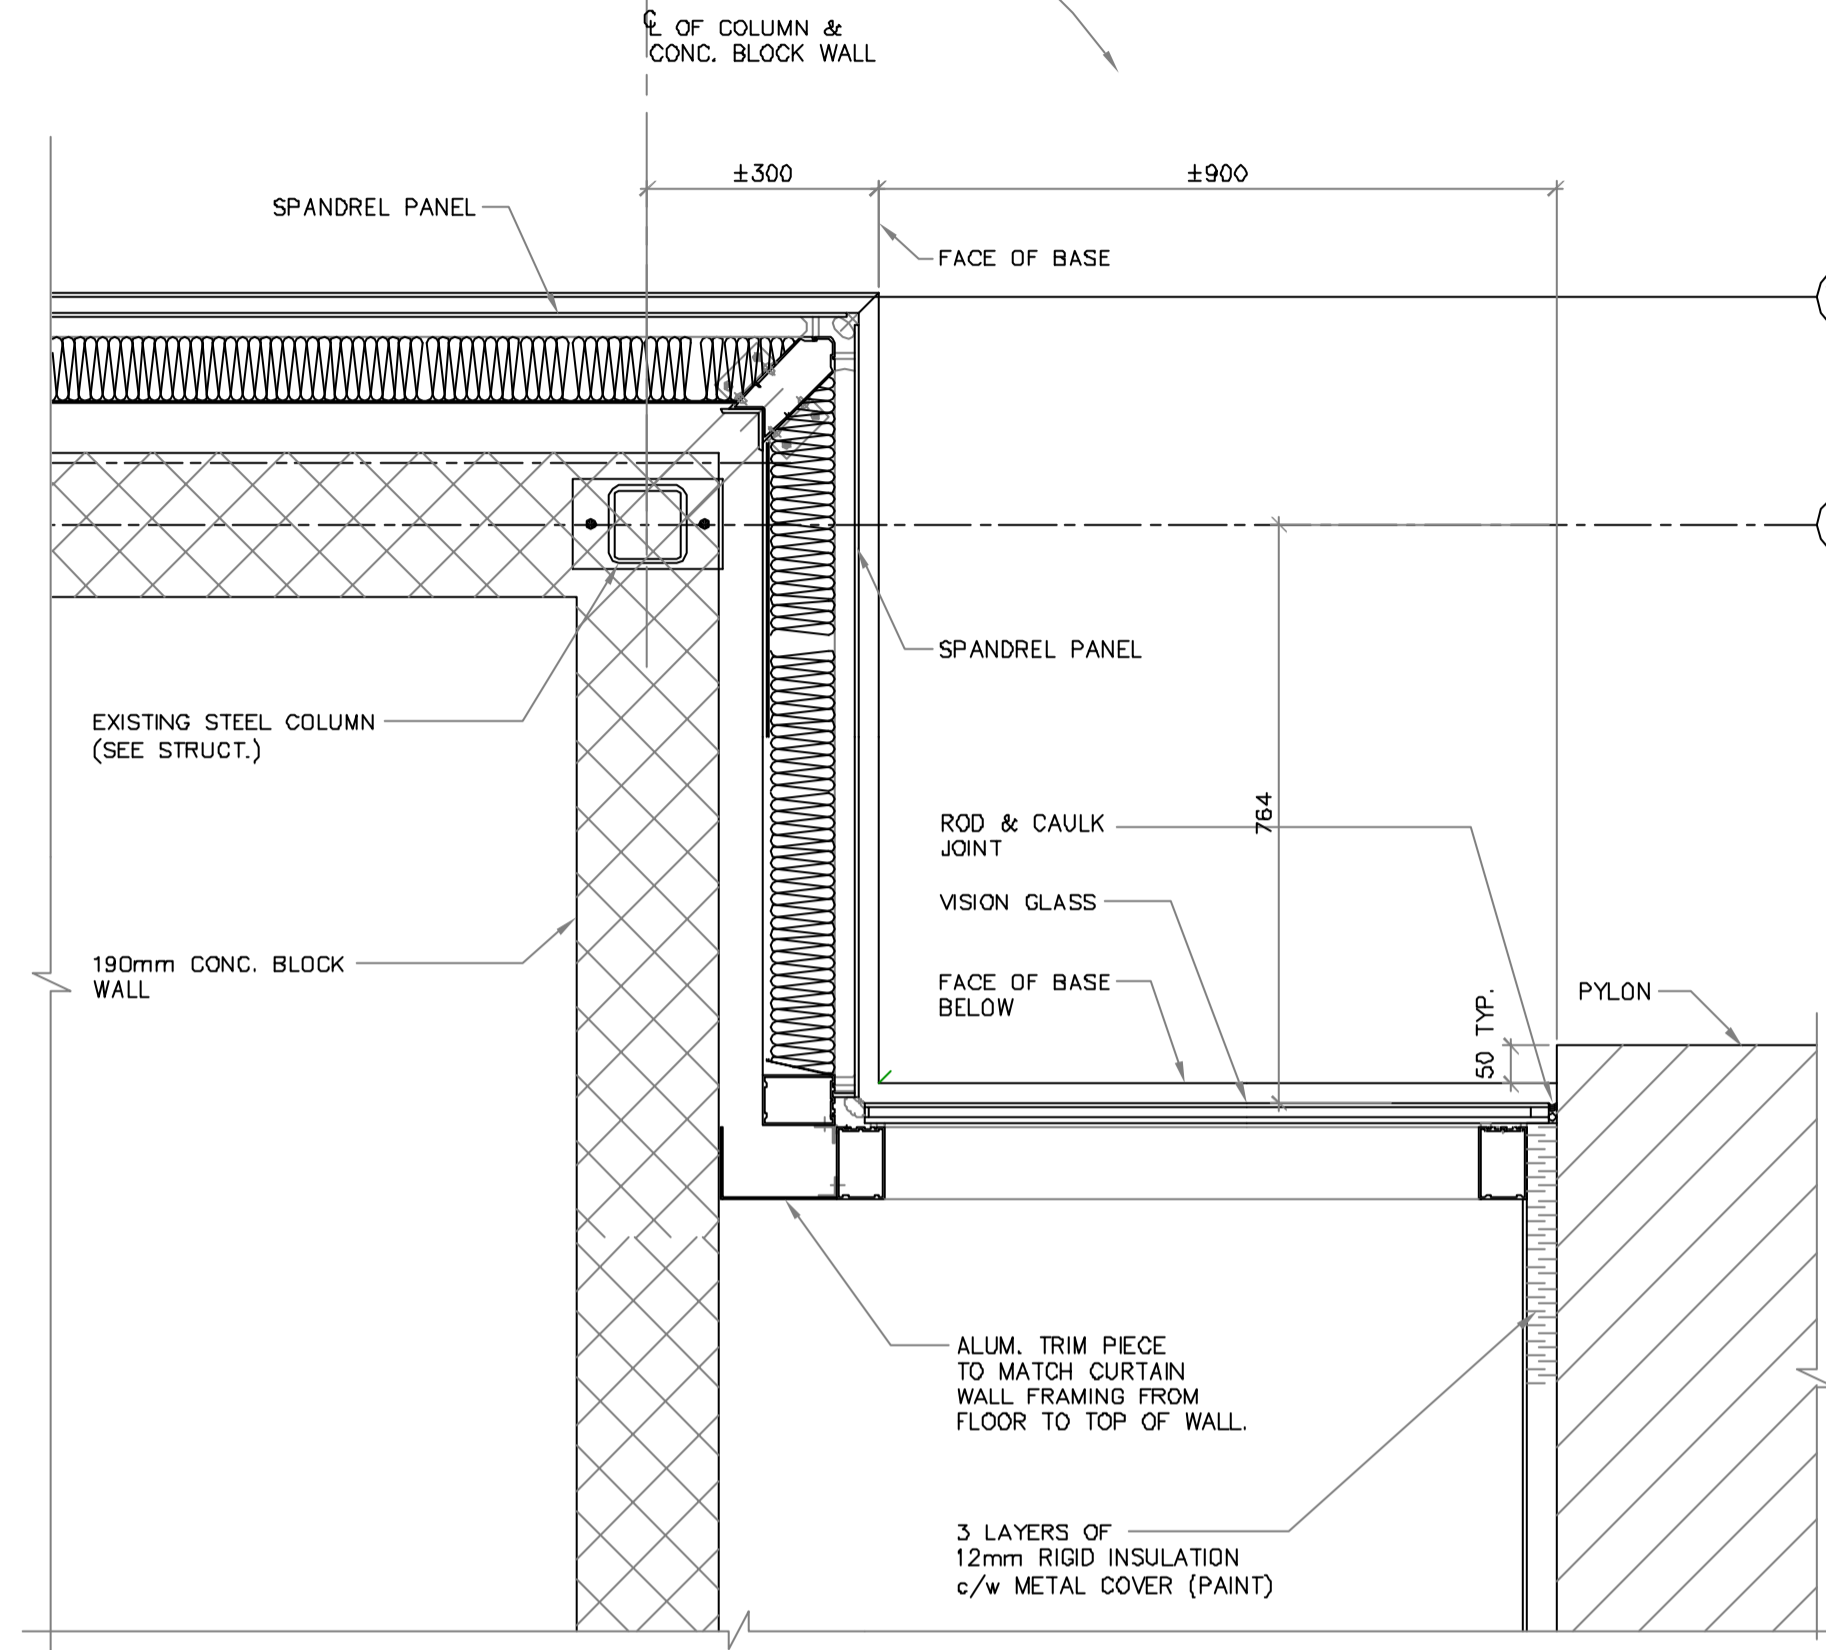 ℄ OF COLUMN &
CONC. BLOCK WALL
±300
±900
SPANDREL PANEL
FACE OF BASE
SPANDREL PANEL
EXISTING STEEL COLUMN
(SEE STRUCT.)
764
ROD & CAULK
JOINT
VISION GLASS
190mm CONC. BLOCK
WALL
FACE OF BASE
BELOW
50 TYP.
PYLON
ALUM. TRIM PIECE
TO MATCH CURTAIN
WALL FRAMING FROM
FLOOR TO TOP OF WALL.
3 LAYERS OF
12mm RIGID INSULATION
c/w METAL COVER (PAINT)